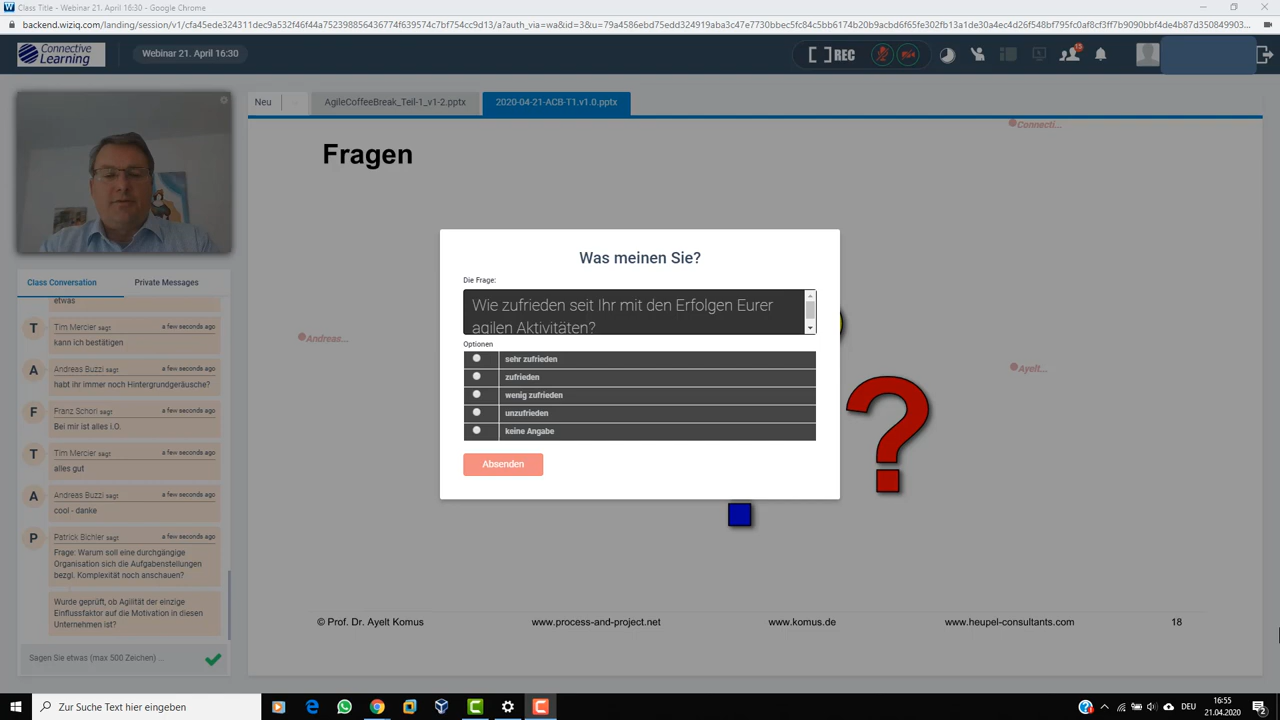 Class Title - Webinar 21. April 16:30 - Google Chrome
Connective
Learning
Webinar 21. April 16:30
REC
15
Neu
AgileCoffeeBreak_Teil-1_v1-2.pptx
2020-04-21-ACB-T1.v1.0.pptx
Connecti...
Fragen
Andreas...
Ayelt...
Was meinen Sie?
Die Frage:
Wie zufrieden seit Ihr mit den Erfolgen Eurer
agilen Aktivitäten?
Optionen
sehr zufrieden
zufrieden
wenig zufrieden
unzufrieden
keine Angabe
Absenden
?
Class Conversation
Private Messages
etwas
T
Tim Mercier sagt a few seconds ago
kann ich bestätigen
A
Andreas Buzzi sagt a few seconds ago
habt ihr immer noch Hintergrundgeräusche?
F
Franz Schori sagt a few seconds ago
Bei mir ist alles i.O.
T
Tim Mercier sagt a few seconds ago
alles gut
A
Andreas Buzzi sagt a few seconds ago
cool - danke
P
Patrick Bichler sagt a few seconds ago
Frage: Warum soll eine durchgängige
Organisation sich die Aufgabenstellungen
bezgl. Komplexität noch anschauen?
Wurde geprüft, ob Agilität der einzige
Einflussfaktor auf die Motivation in diesen
Unternehmen ist?
Sagen Sie etwas (max 500 Zeichen) ...
© Prof. Dr. Ayelt Komus
www.process-and-project.net
www.komus.de
www.heupel-consultants.com
18
Zur Suche Text hier eingeben
DEU
16:55
21.04.2020
2